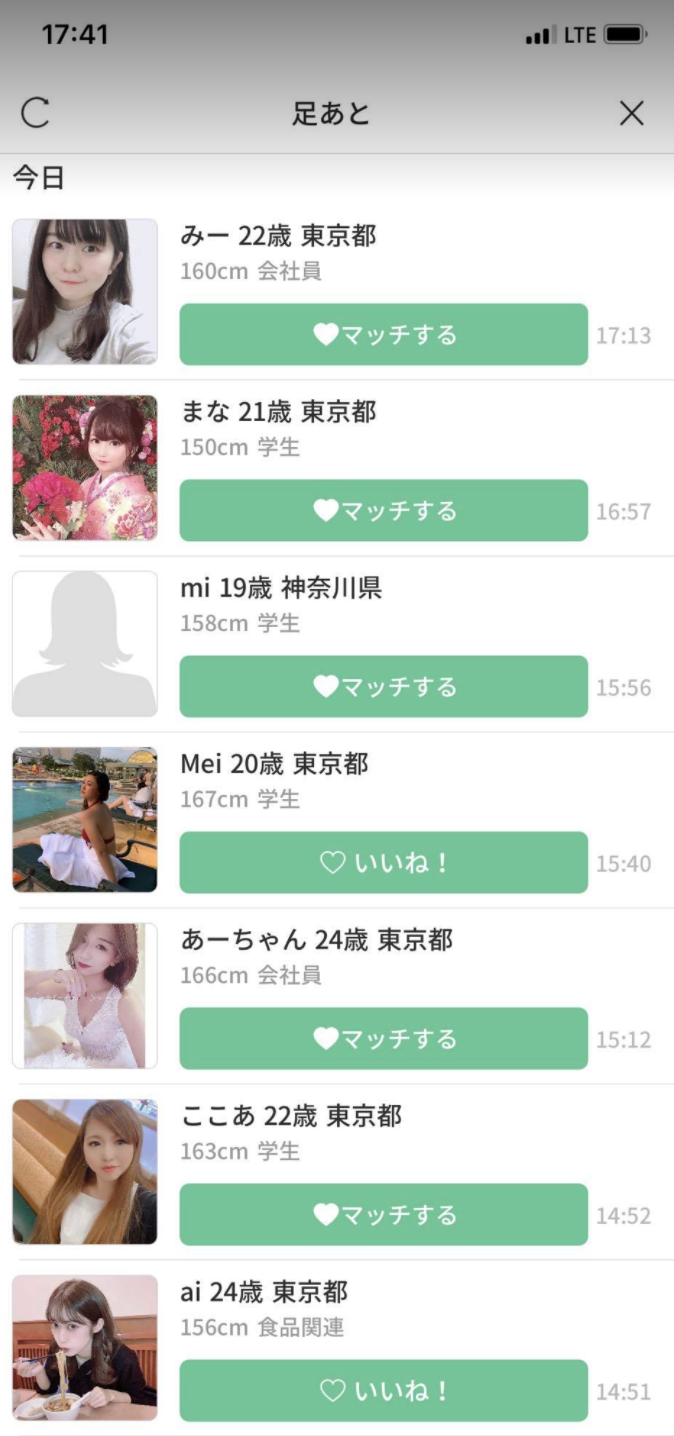 17:41 LTE
足あと
今日
みー 22歳 東京都
160cm 会社員
マッチする 17:13
まな 21歳 東京都
150cm 学生
マッチする 16:57
mi 19歳 神奈川県
158cm 学生
マッチする 15:56
Mei 20歳 東京都
167cm 学生
いいね！ 15:40
あーちゃん 24歳 東京都
166cm 会社員
マッチする 15:12
ここあ 22歳 東京都
163cm 学生
マッチする 14:52
ai 24歳 東京都
156cm 食品関連
いいね！ 14:51